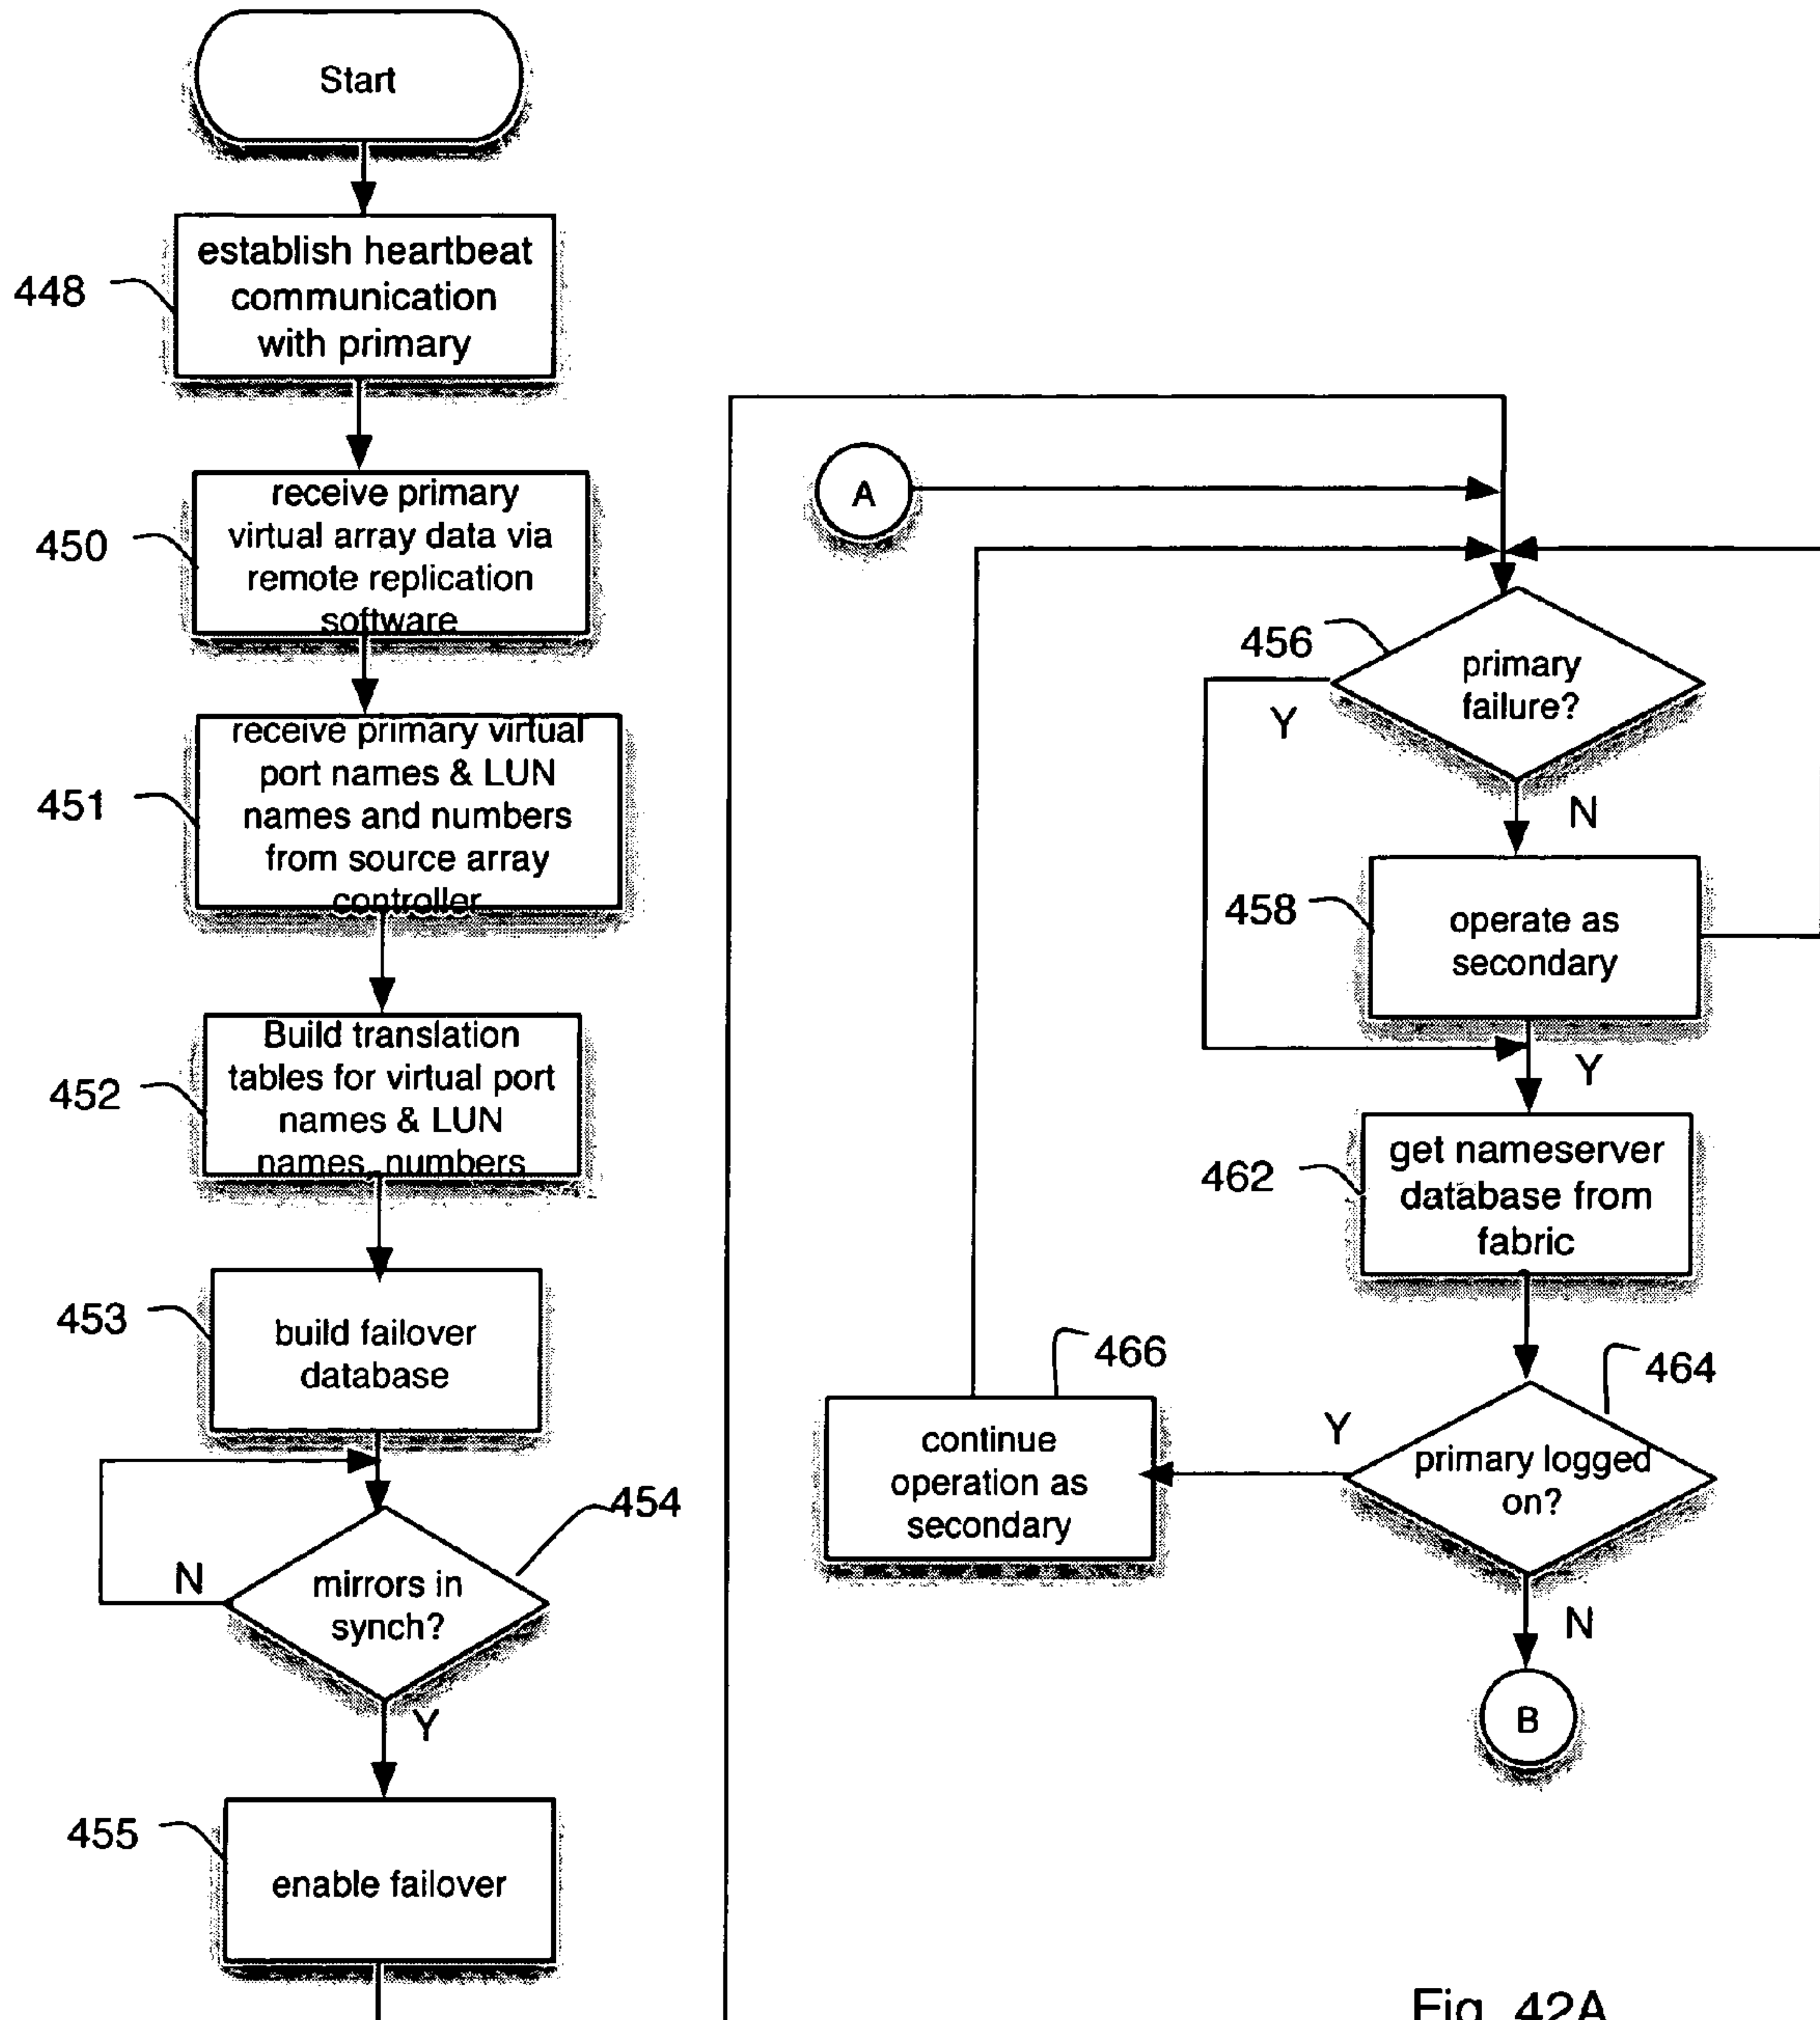 Start
448
establish heartbeat
communication
with primary
450
receive primary
virtual array data via
remote replication
software
451
receive primary virtual
port names & LUN
names and numbers
from source array
controller
452
Build translation
tables for virtual port
names & LUN
names, numbers
453
build failover
database
454
mirrors in
synch?
N
Y
455
enable failover
A
456
primary
failure?
Y
N
458
operate as
secondary
Y
462
get nameserver
database from
fabric
464
primary logged
on?
Y
466
continue
operation as
secondary
N
B
Fig. 42A